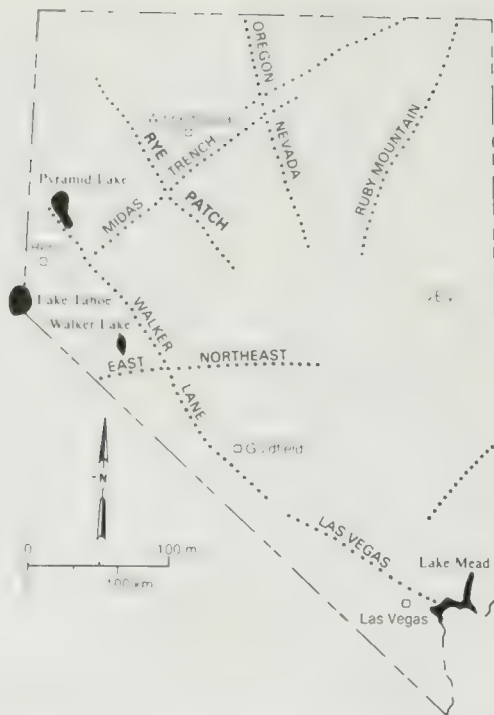 OREGON
NEVADA
RYE
PATCH
MIDAS
TRENCH
RUBY MOUNTAIN
Pyramid Lake
Lake Tahoe
Walker Lake
WALKER
LANE
EAST
NORTHEAST
Goldfield
N
0
100 m
100 km
LAS VEGAS
Lake Mead
Las Vegas